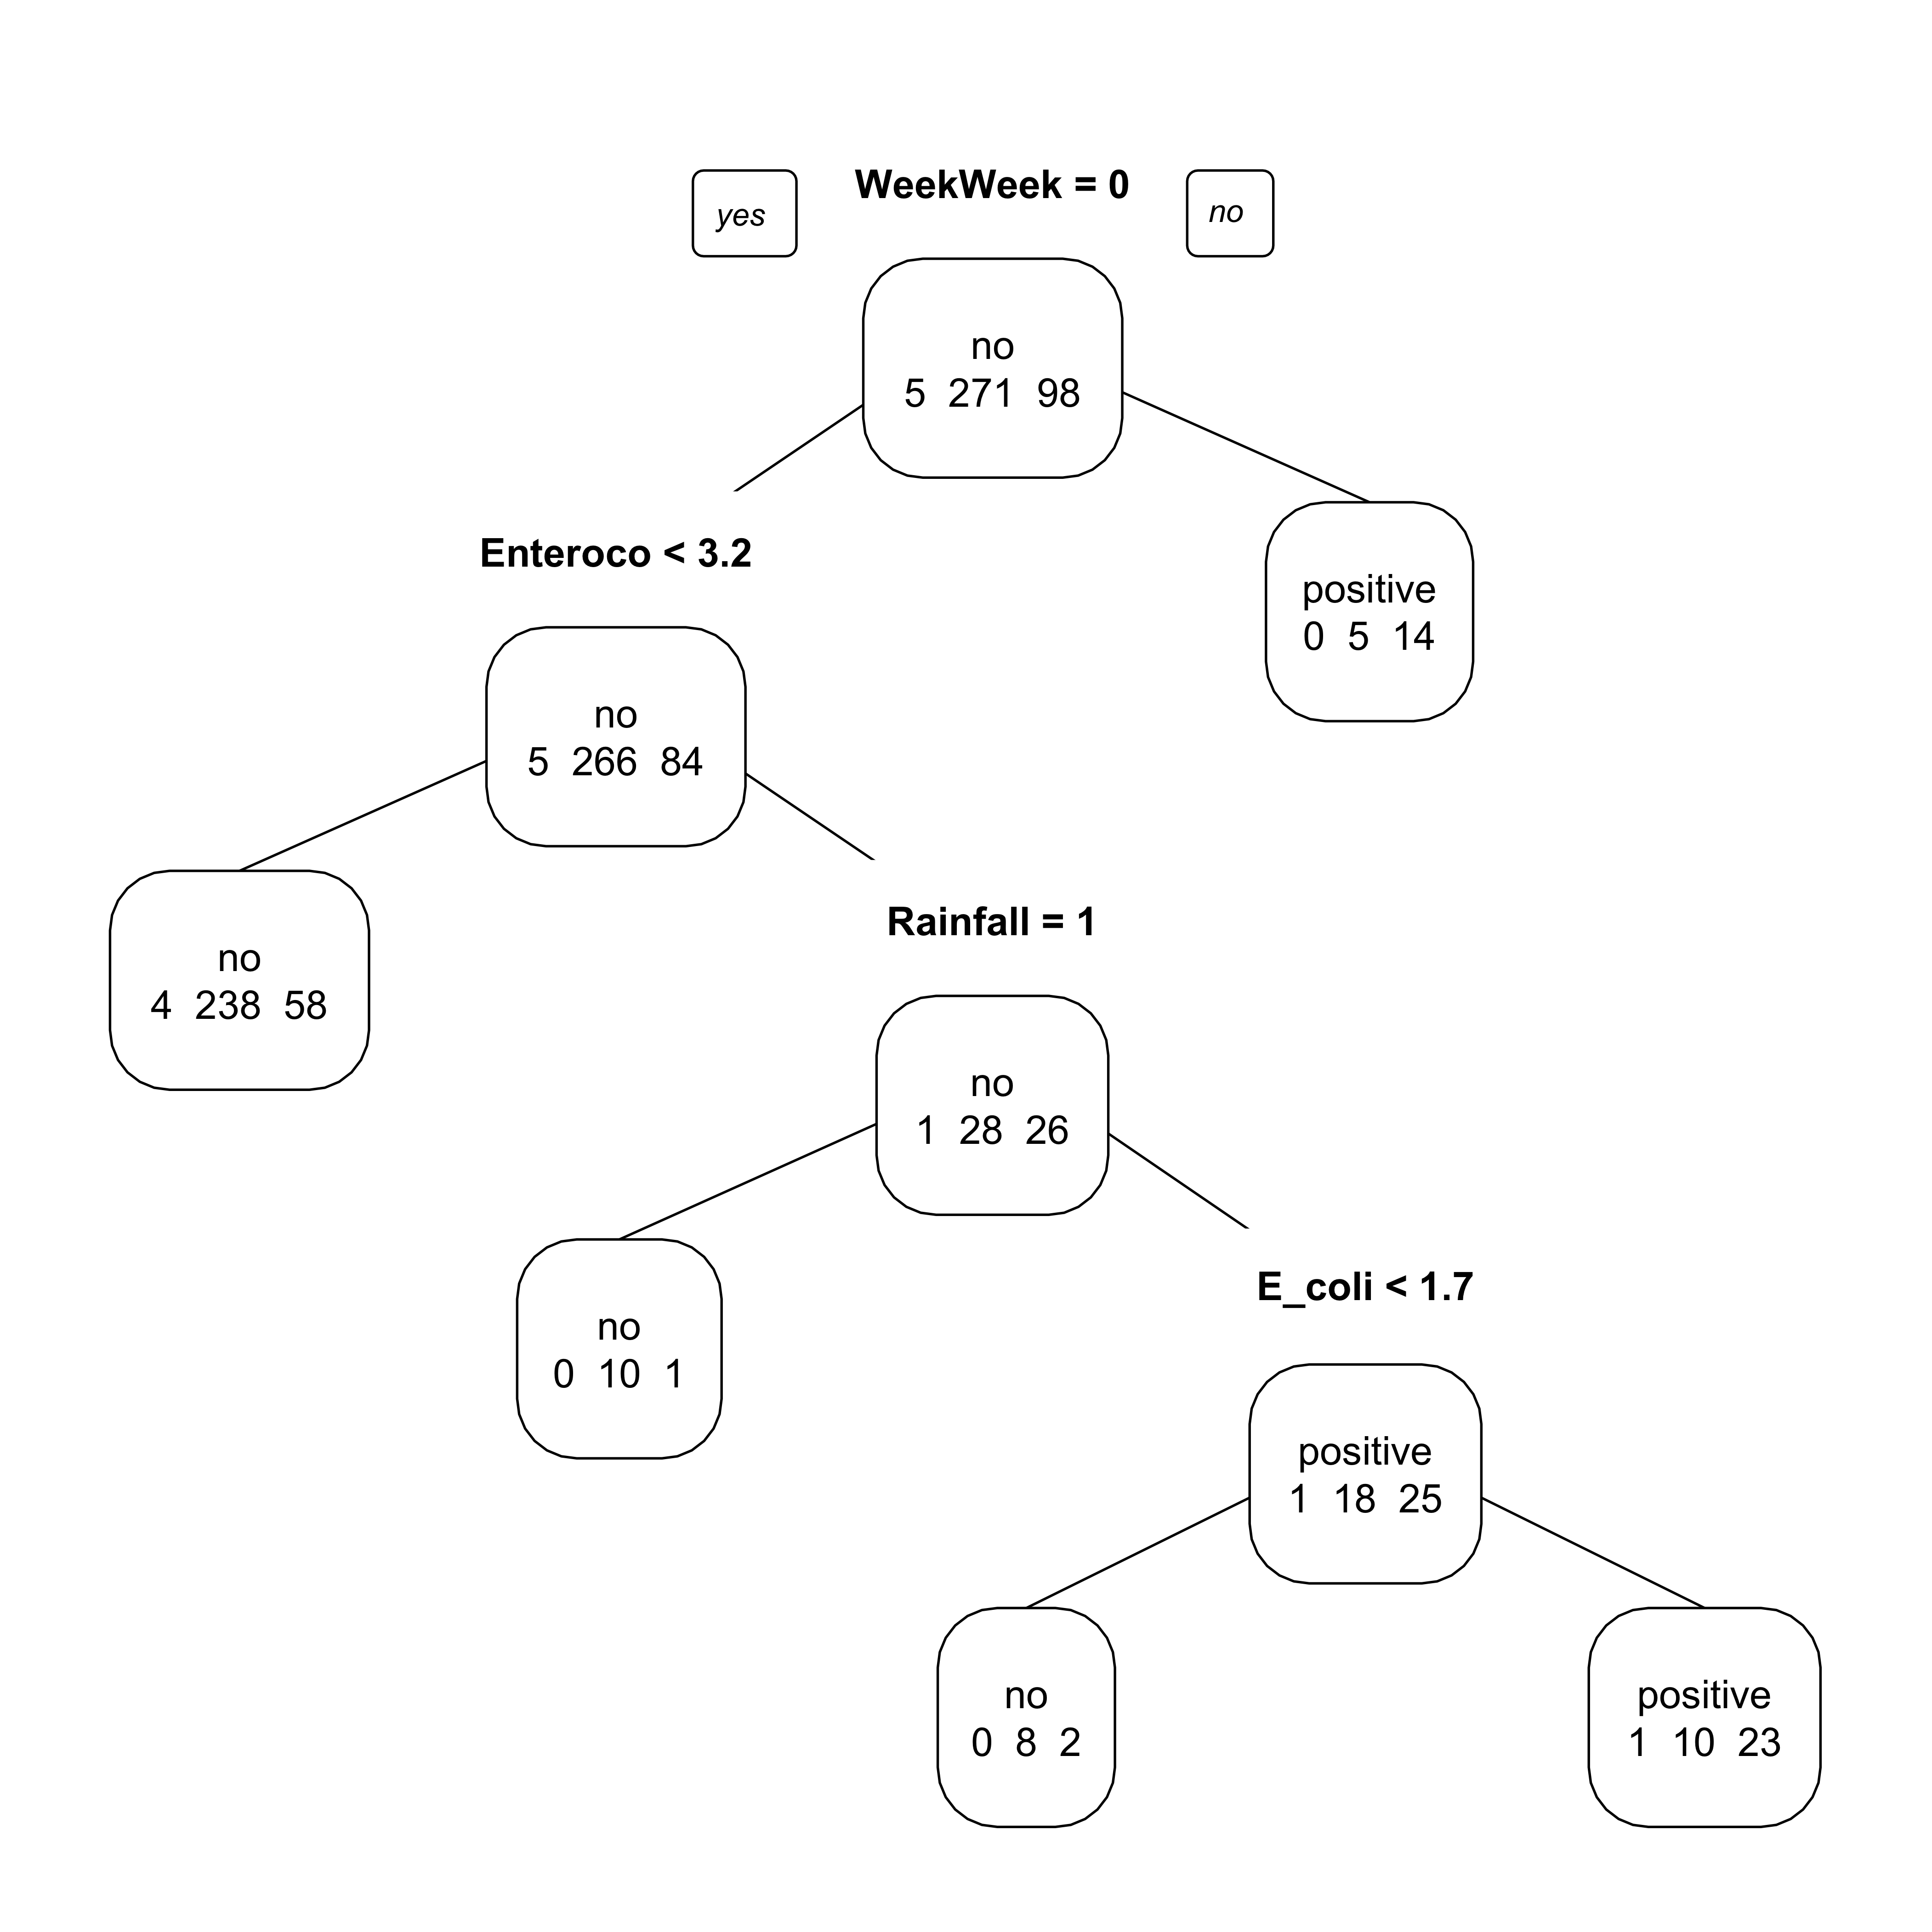 WeekWeek = 0
yes
no
no
5 271 98
Enteroco < 3.2
positive
0 5 14
no
5 266 84
Rainfall = 1
no
4 238 58
no
1 28 26
E_coli < 1.7
no
0 10 1
positive
1 18 25
no
0 8 2
positive
1 10 23